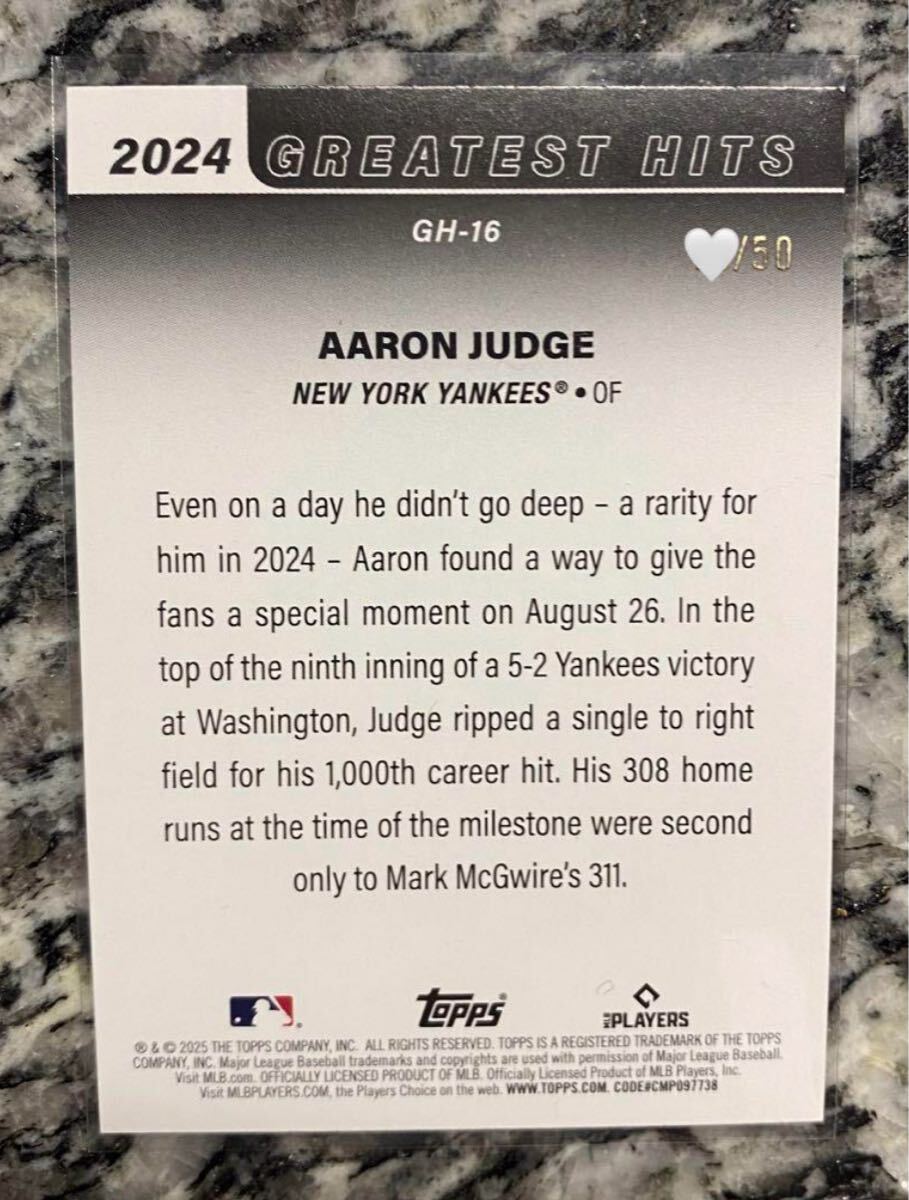 2024 GREATEST HITS
GH-16
/50
AARON JUDGE
NEW YORK YANKEES® • OF
Even on a day he didn't go deep – a rarity for
him in 2024 – Aaron found a way to give the
fans a special moment on August 26. In the
top of the ninth inning of a 5-2 Yankees victory
at Washington, Judge ripped a single to right
field for his 1,000th career hit. His 308 home
runs at the time of the milestone were second
only to Mark McGwire's 311.
Topps®
MLB PLAYERS
® & © 2025 THE TOPPS COMPANY, INC. ALL RIGHTS RESERVED. TOPPS IS A REGISTERED TRADEMARK OF THE TOPPS
COMPANY, INC. Major League Baseball trademarks and copyrights are used with permission of Major League Baseball.
Visit MLB.com. OFFICIALLY LICENSED PRODUCT OF MLB. Officially Licensed Product of MLB Players, Inc.
Visit MLBPLAYERS.COM, the Players Choice on the web. WWW.TOPPS.COM. CODE#CMP097738